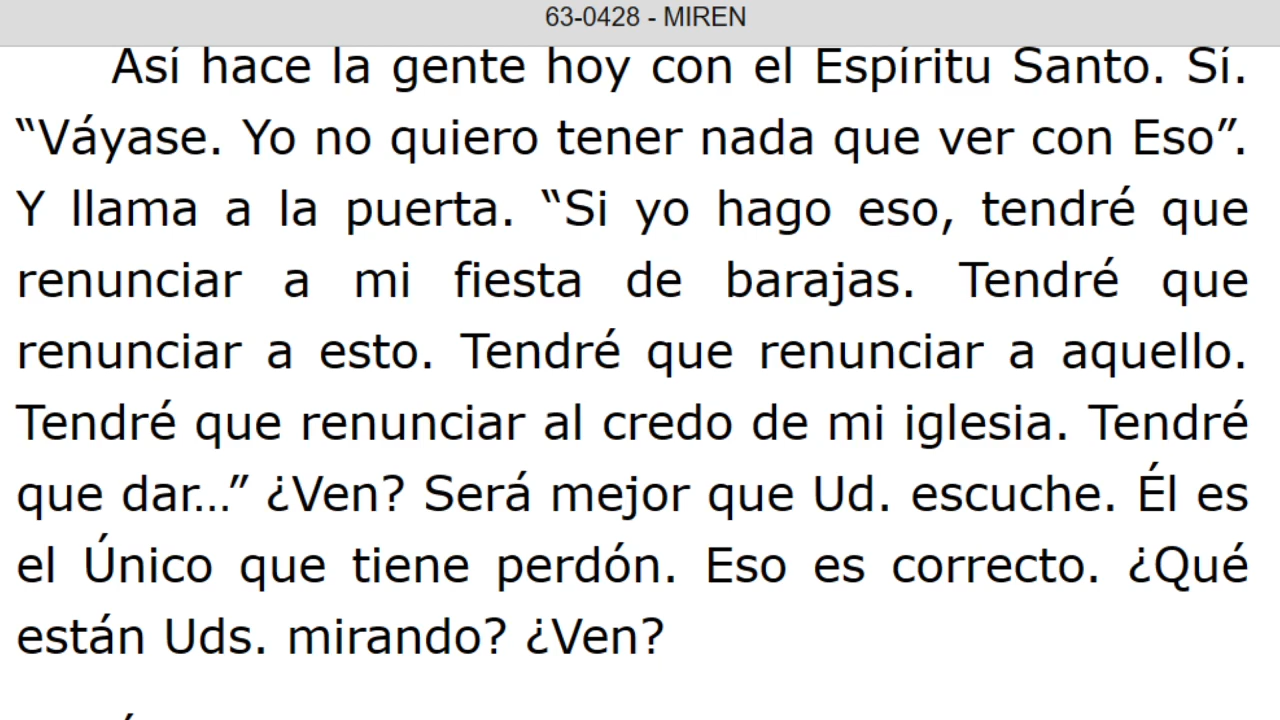 63-0428 - MIREN
Así hace la gente hoy con el Espíritu Santo. Sí.
“Váyase. Yo no quiero tener nada que ver con Eso”.
Y llama a la puerta. “Si yo hago eso, tendré que
renunciar a mi fiesta de barajas. Tendré que
renunciar a esto. Tendré que renunciar a aquello.
Tendré que renunciar al credo de mi iglesia. Tendré
que dar…” ¿Ven? Será mejor que Ud. escuche. Él es
el Único que tiene perdón. Eso es correcto. ¿Qué
están Uds. mirando? ¿Ven?